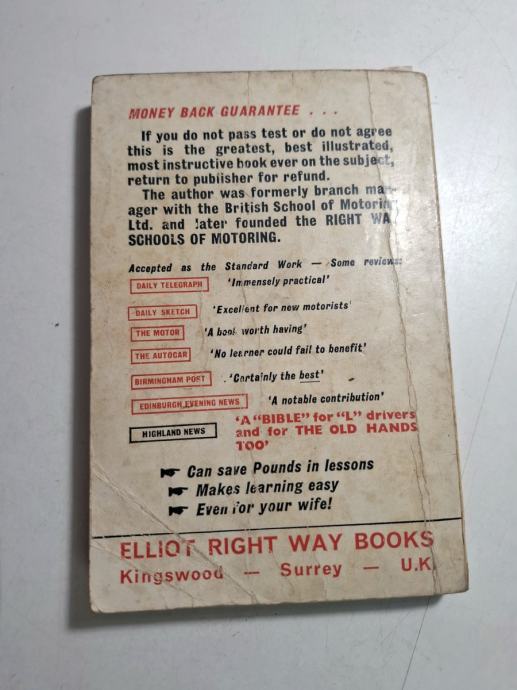 MONEY BACK GUARANTEE . . .
If you do not pass test or do not agree
this is the greatest, best illustrated,
most instructive book ever on the subject,
return to publisher for refund.
The author was formerly branch man-
ager with the British School of Motoring
Ltd. and later founded the RIGHT WAY
SCHOOLS OF MOTORING.
Accepted as the Standard Work — Some reviews:
DAILY TELEGRAPH 'Immensely practical'
DAILY SKETCH 'Excellent for new motorists'
THE MOTOR 'A book worth having'
THE AUTOCAR 'No learner could fail to benefit'
BIRMINGHAM POST 'Certainly the best'
EDINBURGH EVENING NEWS 'A notable contribution'
HIGHLAND NEWS 'A "BIBLE" for "L" drivers
and for THE OLD HANDS
TOO'
Can save Pounds in lessons
Makes learning easy
Even for your wife!
ELLIOT RIGHT WAY BOOKS
Kingswood — Surrey — U.K.